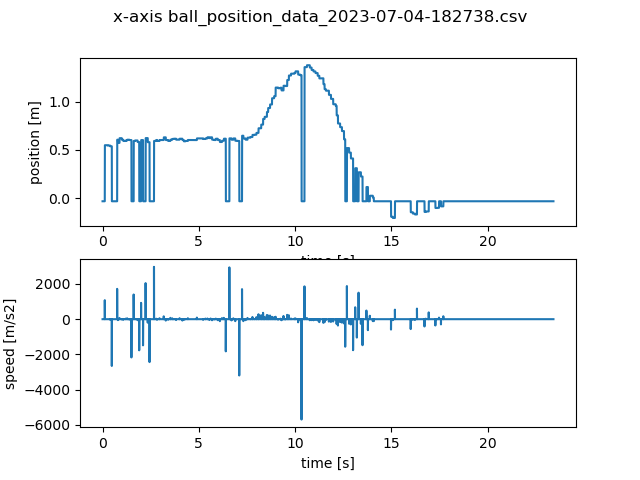 x-axis ball_position_data_2023-07-04-182738.csv
position [m]
1.0
0.5
0.0
0 5 10 15 20
time [s]
speed [m/s2]
2000
0
−2000
−4000
−6000
0 5 10 15 20
time [s]